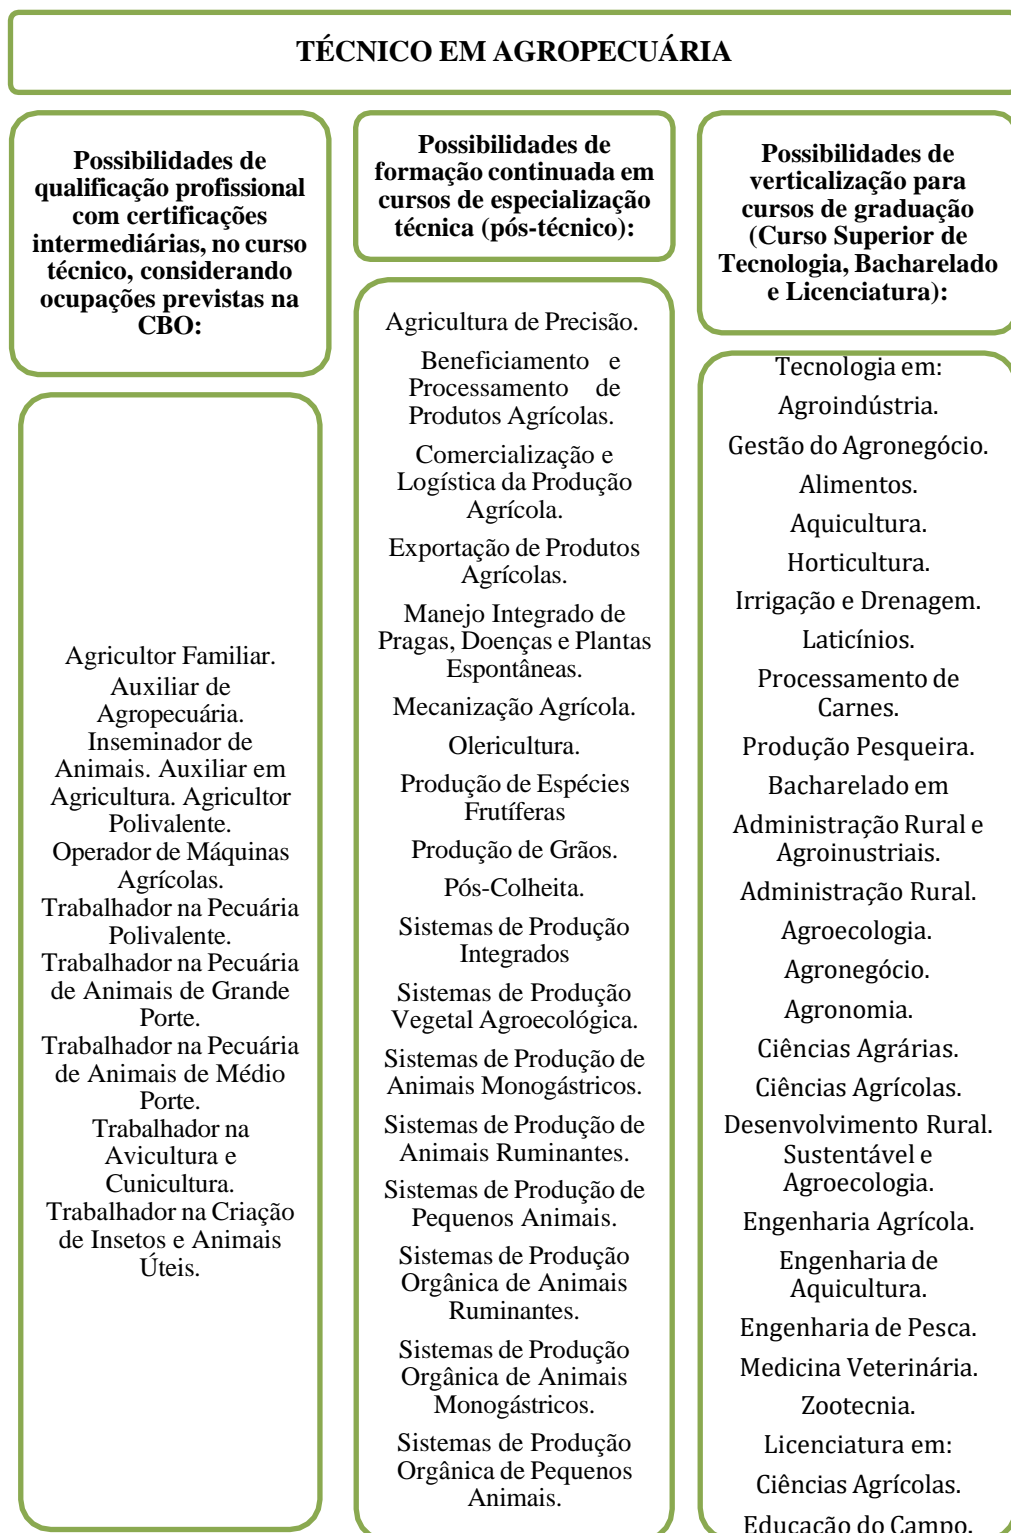 TÉCNICO EM AGROPECUÁRIA
Possibilidades de
qualificação profissional
com certificações
intermediárias, no curso
técnico, considerando
ocupações previstas na
CBO:
Agricultor Familiar.
Auxiliar de
Agropecuária.
Inseminador de
Animais. Auxiliar em
Agricultura. Agricultor
Polivalente.
Operador de Máquinas
Agrícolas.
Trabalhador na Pecuária
Polivalente.
Trabalhador na Pecuária
de Animais de Grande
Porte.
Trabalhador na Pecuária
de Animais de Médio
Porte.
Trabalhador na
Avicultura e
Cunicultura.
Trabalhador na Criação
de Insetos e Animais
Úteis.
Possibilidades de
formação continuada em
cursos de especialização
técnica (pós-técnico):
Agricultura de Precisão.
Beneficiamento e
Processamento de
Produtos Agrícolas.
Comercialização e
Logística da Produção
Agrícola.
Exportação de Produtos
Agrícolas.
Manejo Integrado de
Pragas, Doenças e Plantas
Espontâneas.
Mecanização Agrícola.
Olericultura.
Produção de Espécies
Frutíferas
Produção de Grãos.
Pós-Colheita.
Sistemas de Produção
Integrados
Sistemas de Produção
Vegetal Agroecológica.
Sistemas de Produção de
Animais Monogástricos.
Sistemas de Produção de
Animais Ruminantes.
Sistemas de Produção de
Pequenos Animais.
Sistemas de Produção
Orgânica de Animais
Ruminantes.
Sistemas de Produção
Orgânica de Animais
Monogástricos.
Sistemas de Produção
Orgânica de Pequenos
Animais.
Possibilidades de
verticalização para
cursos de graduação
(Curso Superior de
Tecnologia, Bacharelado
e Licenciatura):
Tecnologia em:
Agroindústria.
Gestão do Agronegócio.
Alimentos.
Aquicultura.
Horticultura.
Irrigação e Drenagem.
Laticínios.
Processamento de
Carnes.
Produção Pesqueira.
Bacharelado em
Administração Rural e
Agroinustriais.
Administração Rural.
Agroecologia.
Agronegócio.
Agronomia.
Ciências Agrárias.
Ciências Agrícolas.
Desenvolvimento Rural.
Sustentável e
Agroecologia.
Engenharia Agrícola.
Engenharia de
Aquicultura.
Engenharia de Pesca.
Medicina Veterinária.
Zootecnia.
Licenciatura em:
Ciências Agrícolas.
Educação do Campo.